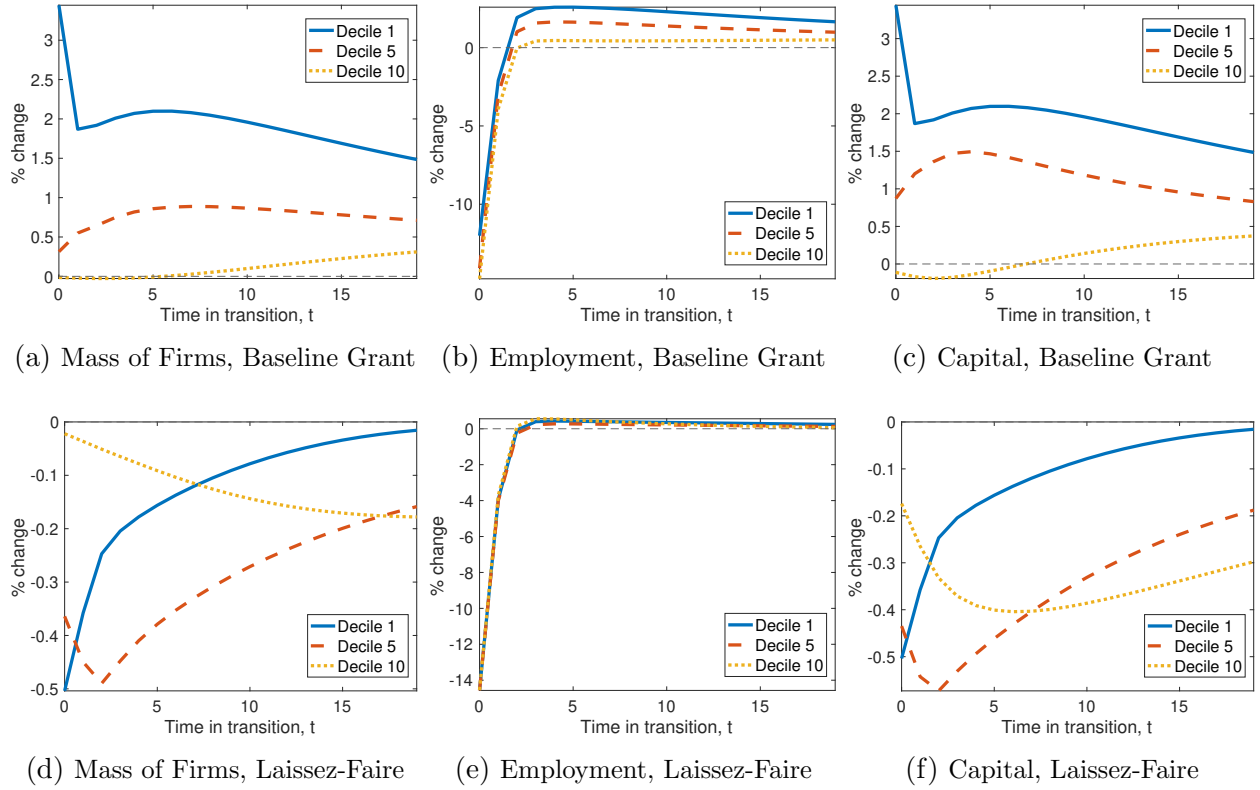 % change
3
2.5
2
1.5
1
0.5
0
0 5 10 15
Time in transition, t
Decile 1
Decile 5
Decile 10
(a) Mass of Firms, Baseline Grant
% change
0
-5
-10
0 5 10 15
Time in transition, t
Decile 1
Decile 5
Decile 10
(b) Employment, Baseline Grant
% change
3
2.5
2
1.5
1
0.5
0
0 5 10 15
Time in transition, t
Decile 1
Decile 5
Decile 10
(c) Capital, Baseline Grant
% change
0
-0.1
-0.2
-0.3
-0.4
-0.5
0 5 10 15
Time in transition, t
Decile 1
Decile 5
Decile 10
(d) Mass of Firms, Laissez-Faire
% change
0
-2
-4
-6
-8
-10
-12
-14
0 5 10 15
Time in transition, t
Decile 1
Decile 5
Decile 10
(e) Employment, Laissez-Faire
% change
0
-0.1
-0.2
-0.3
-0.4
-0.5
0 5 10 15
Time in transition, t
Decile 1
Decile 5
Decile 10
(f) Capital, Laissez-Faire